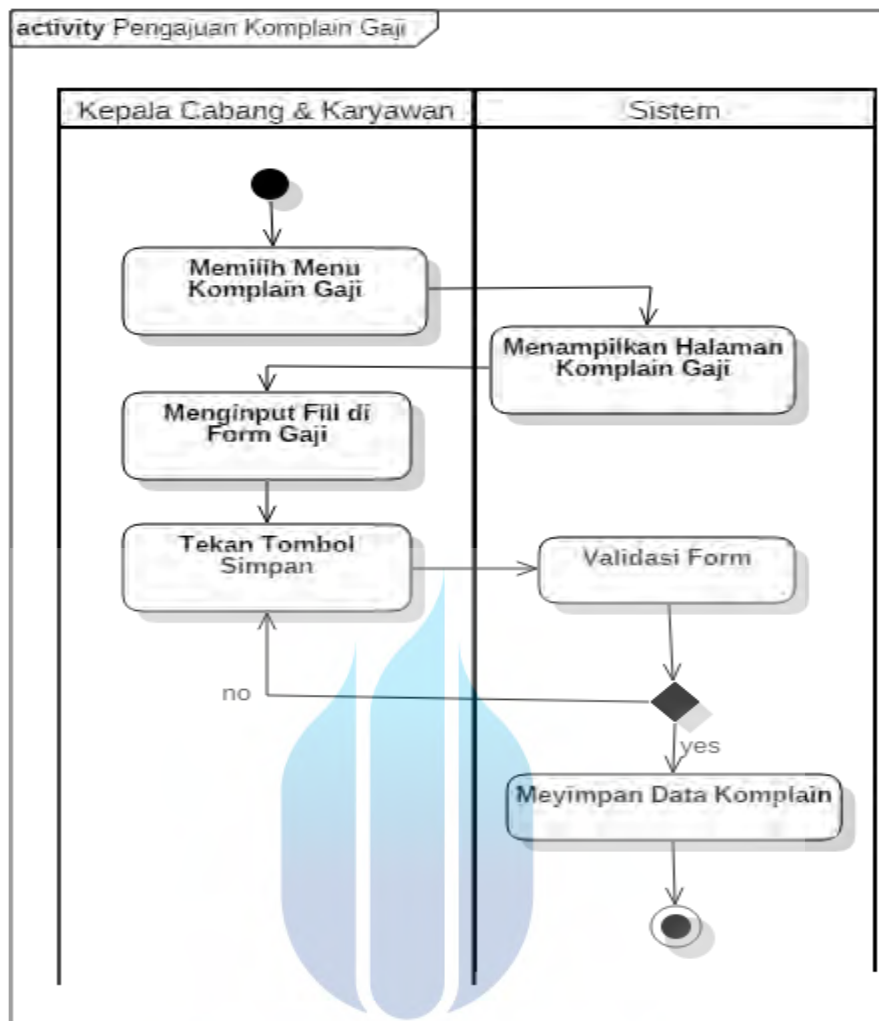 activity Pengajuan Komplain Gaji
Kepala Cabang & Karyawan
Sistem
Memilih Menu
Komplain Gaji
Menampilkan Halaman
Komplain Gaji
Menginput Fill di
Form Gaji
Tekan Tombol
Simpan
Validasi Form
no
yes
Meyimpan Data Komplain